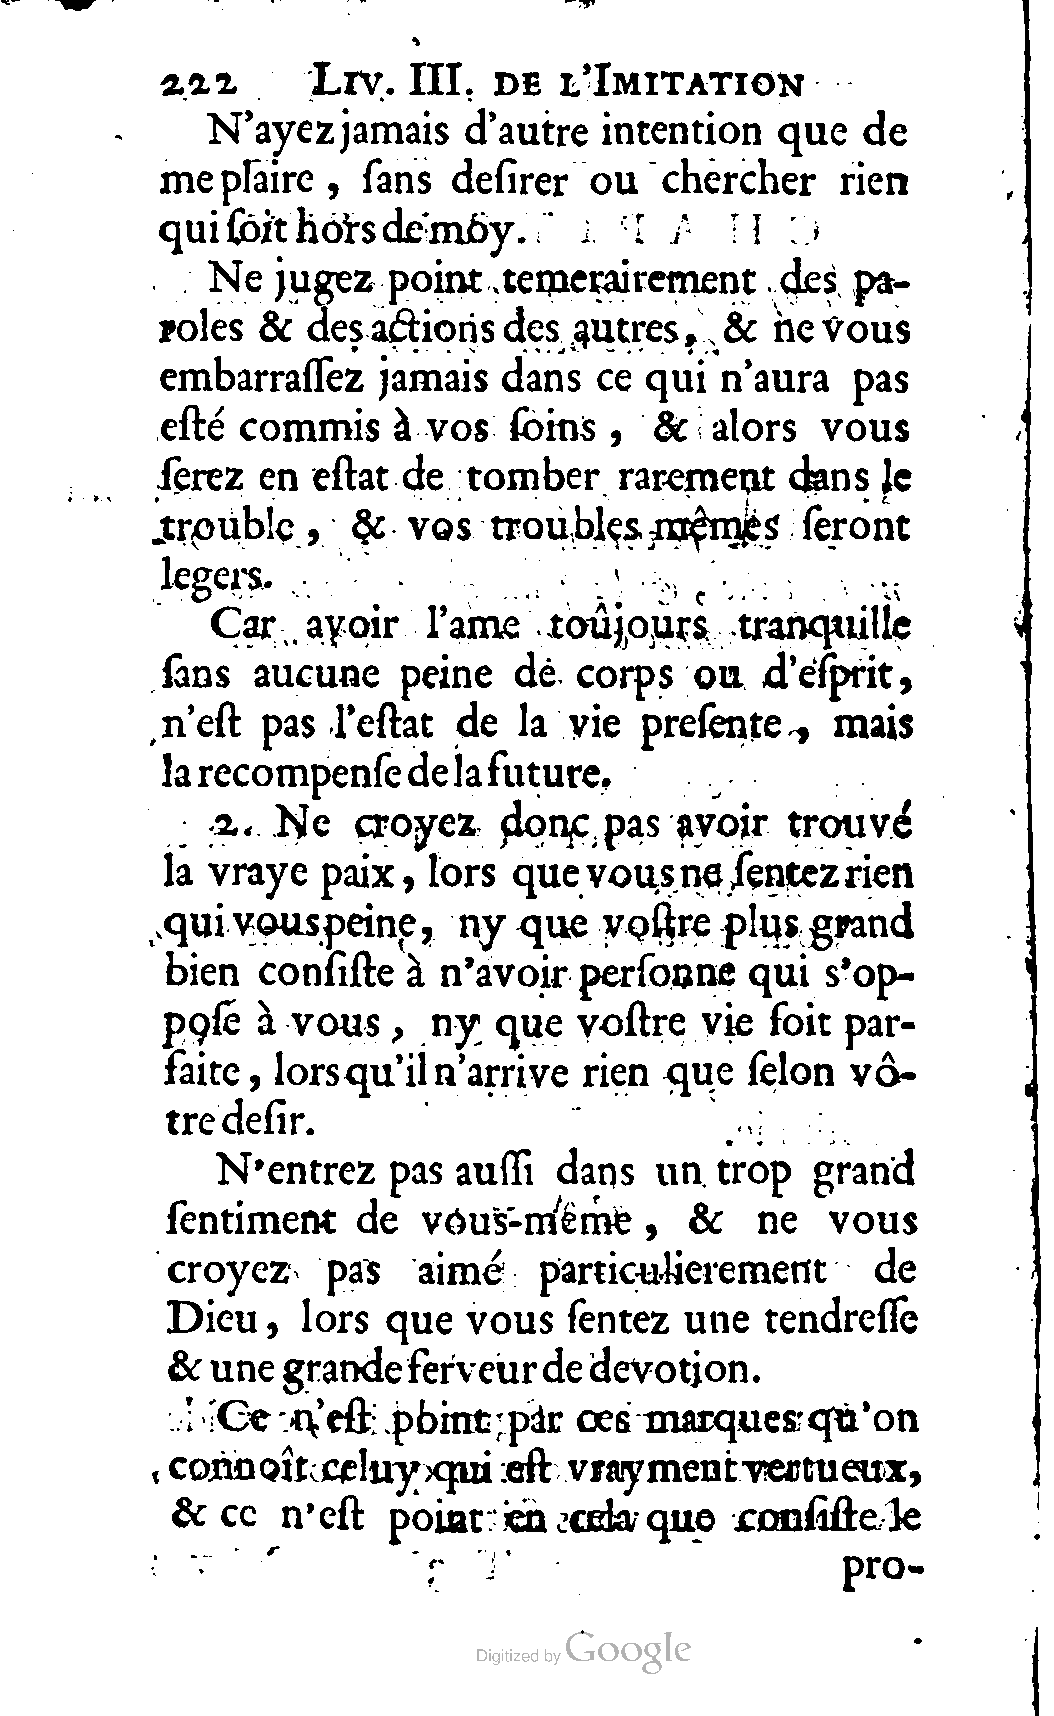 222 LIV. III. DE L'IMITATION
N'ayez jamais d'autre intention que de
me plaire, ſans deſirer ou chercher rien
qui ſoit hors de moy.
Ne jugez point temerairement des pa-
roles & des actions des autres, & ne vous
embarraſſez jamais dans ce qui n'aura pas
eſté commis à vos ſoins, & alors vous
ſerez en eſtat de tomber rarement dans le
trouble, & vos troubles mêmes ſeront
legers.
Car avoir l'ame toûjours tranquille
ſans aucune peine de corps ou d'eſprit,
n'eſt pas l'eſtat de la vie preſente, mais
la recompenſe de la future.
2. Ne croyez donc pas avoir trouvé
la vraye paix, lors que vous ne ſentez rien
qui vous peine, ny que voſtre plus grand
bien conſiſte à n'avoir perſonne qui s'op-
poſe à vous, ny que voſtre vie ſoit par-
faite, lorsqu'il n'arrive rien que ſelon vô-
tre deſir.
N'entrez pas auſſi dans un trop grand
ſentiment de vous-même, & ne vous
croyez pas aimé particulierement de
Dieu, lors que vous ſentez une tendreſſe
& une grande ferveur de devotion.
Ce n'eſt point par ces marques qu'on
connoît celuy qui eſt vrayment vertueux,
& ce n'eſt point en cela que conſiſte le
pro-
Digitized by Google